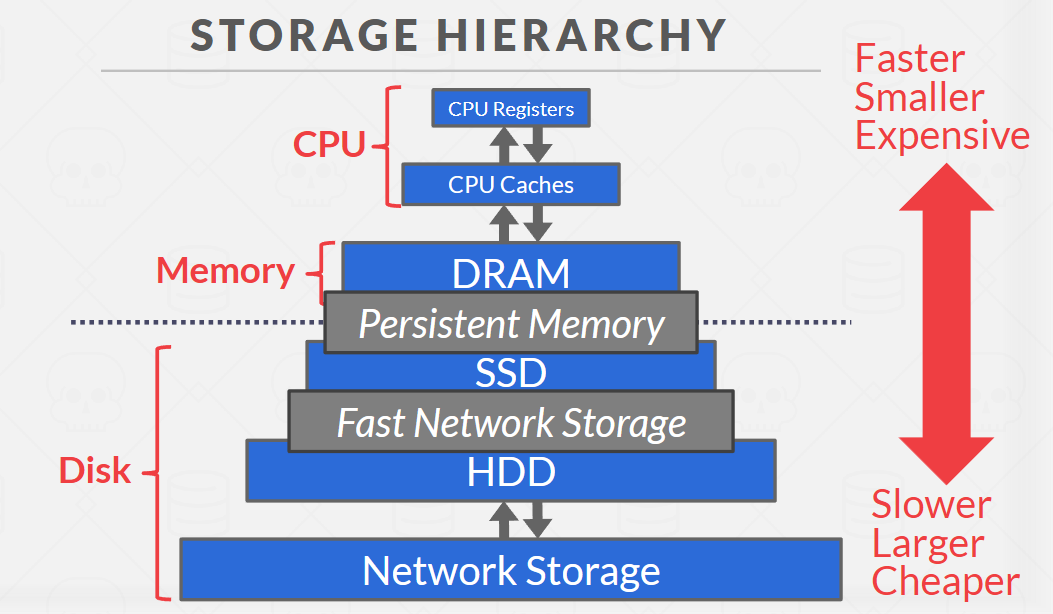 STORAGE HIERARCHY
Faster
Smaller
Expensive
CPU Registers
CPU
CPU Caches
Memory
DRAM
Persistent Memory
SSD
Fast Network Storage
Disk
HDD
Slower
Larger
Cheaper
Network Storage